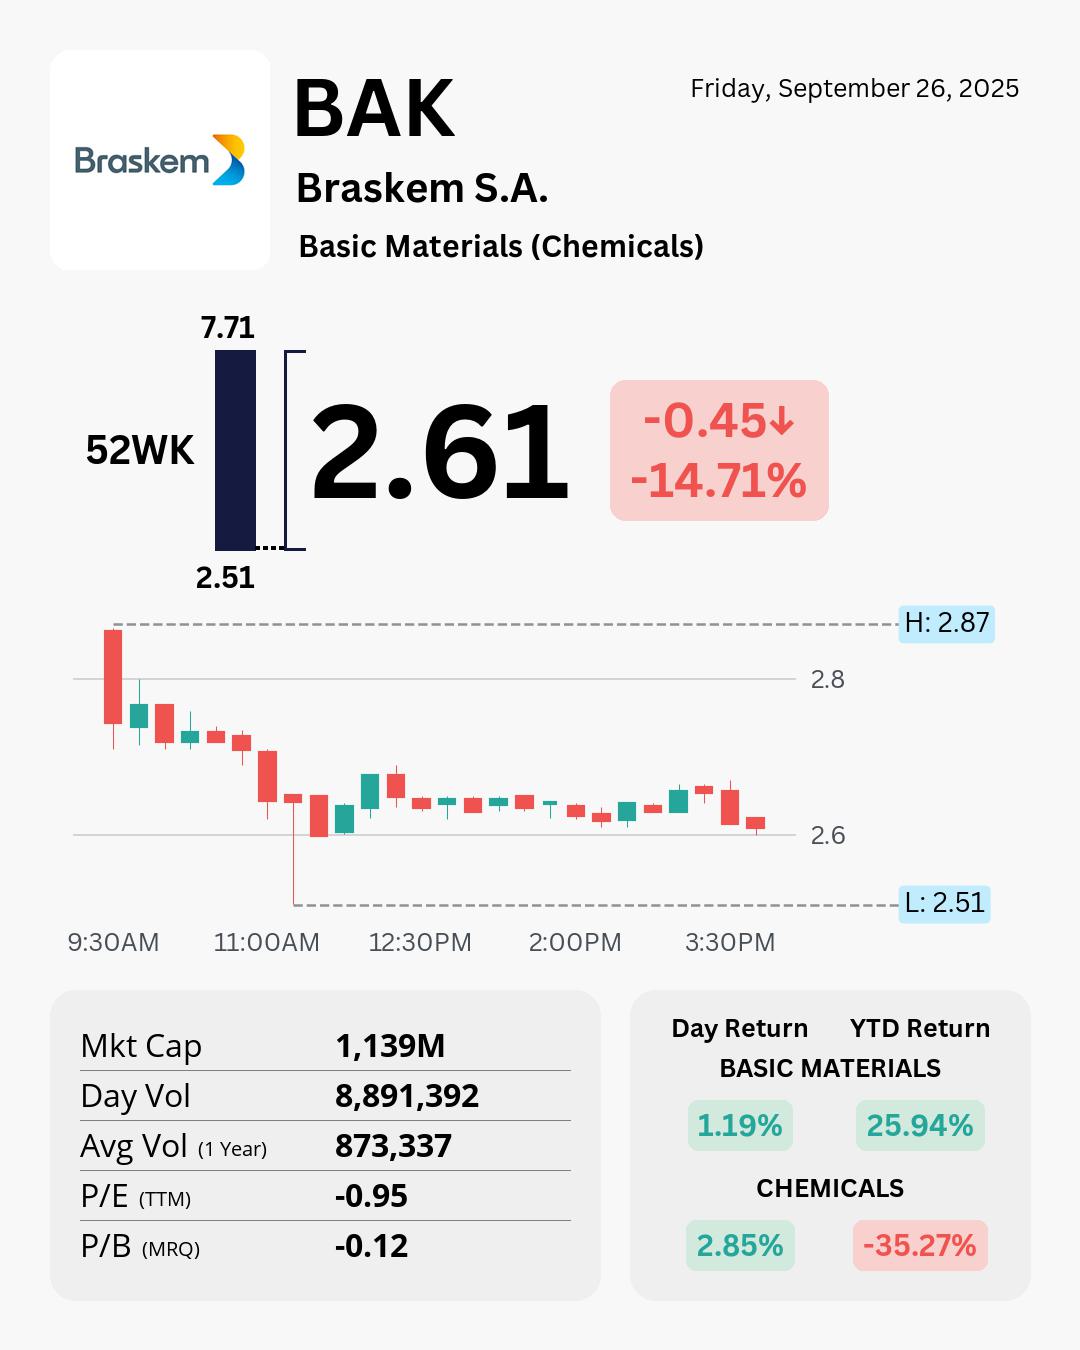 Braskem
BAK
Friday, September 26, 2025
Braskem S.A.
Basic Materials (Chemicals)
7.71
52WK
2.61
-0.45↓
-14.71%
2.51
H: 2.87
2.8
2.6
L: 2.51
9:30AM 11:00AM 12:30PM 2:00PM 3:30PM
Mkt Cap 1,139M
Day Vol 8,891,392
Avg Vol (1 Year) 873,337
P/E (TTM) -0.95
P/B (MRQ) -0.12
Day Return YTD Return
BASIC MATERIALS
1.19% 25.94%
CHEMICALS
2.85% -35.27%